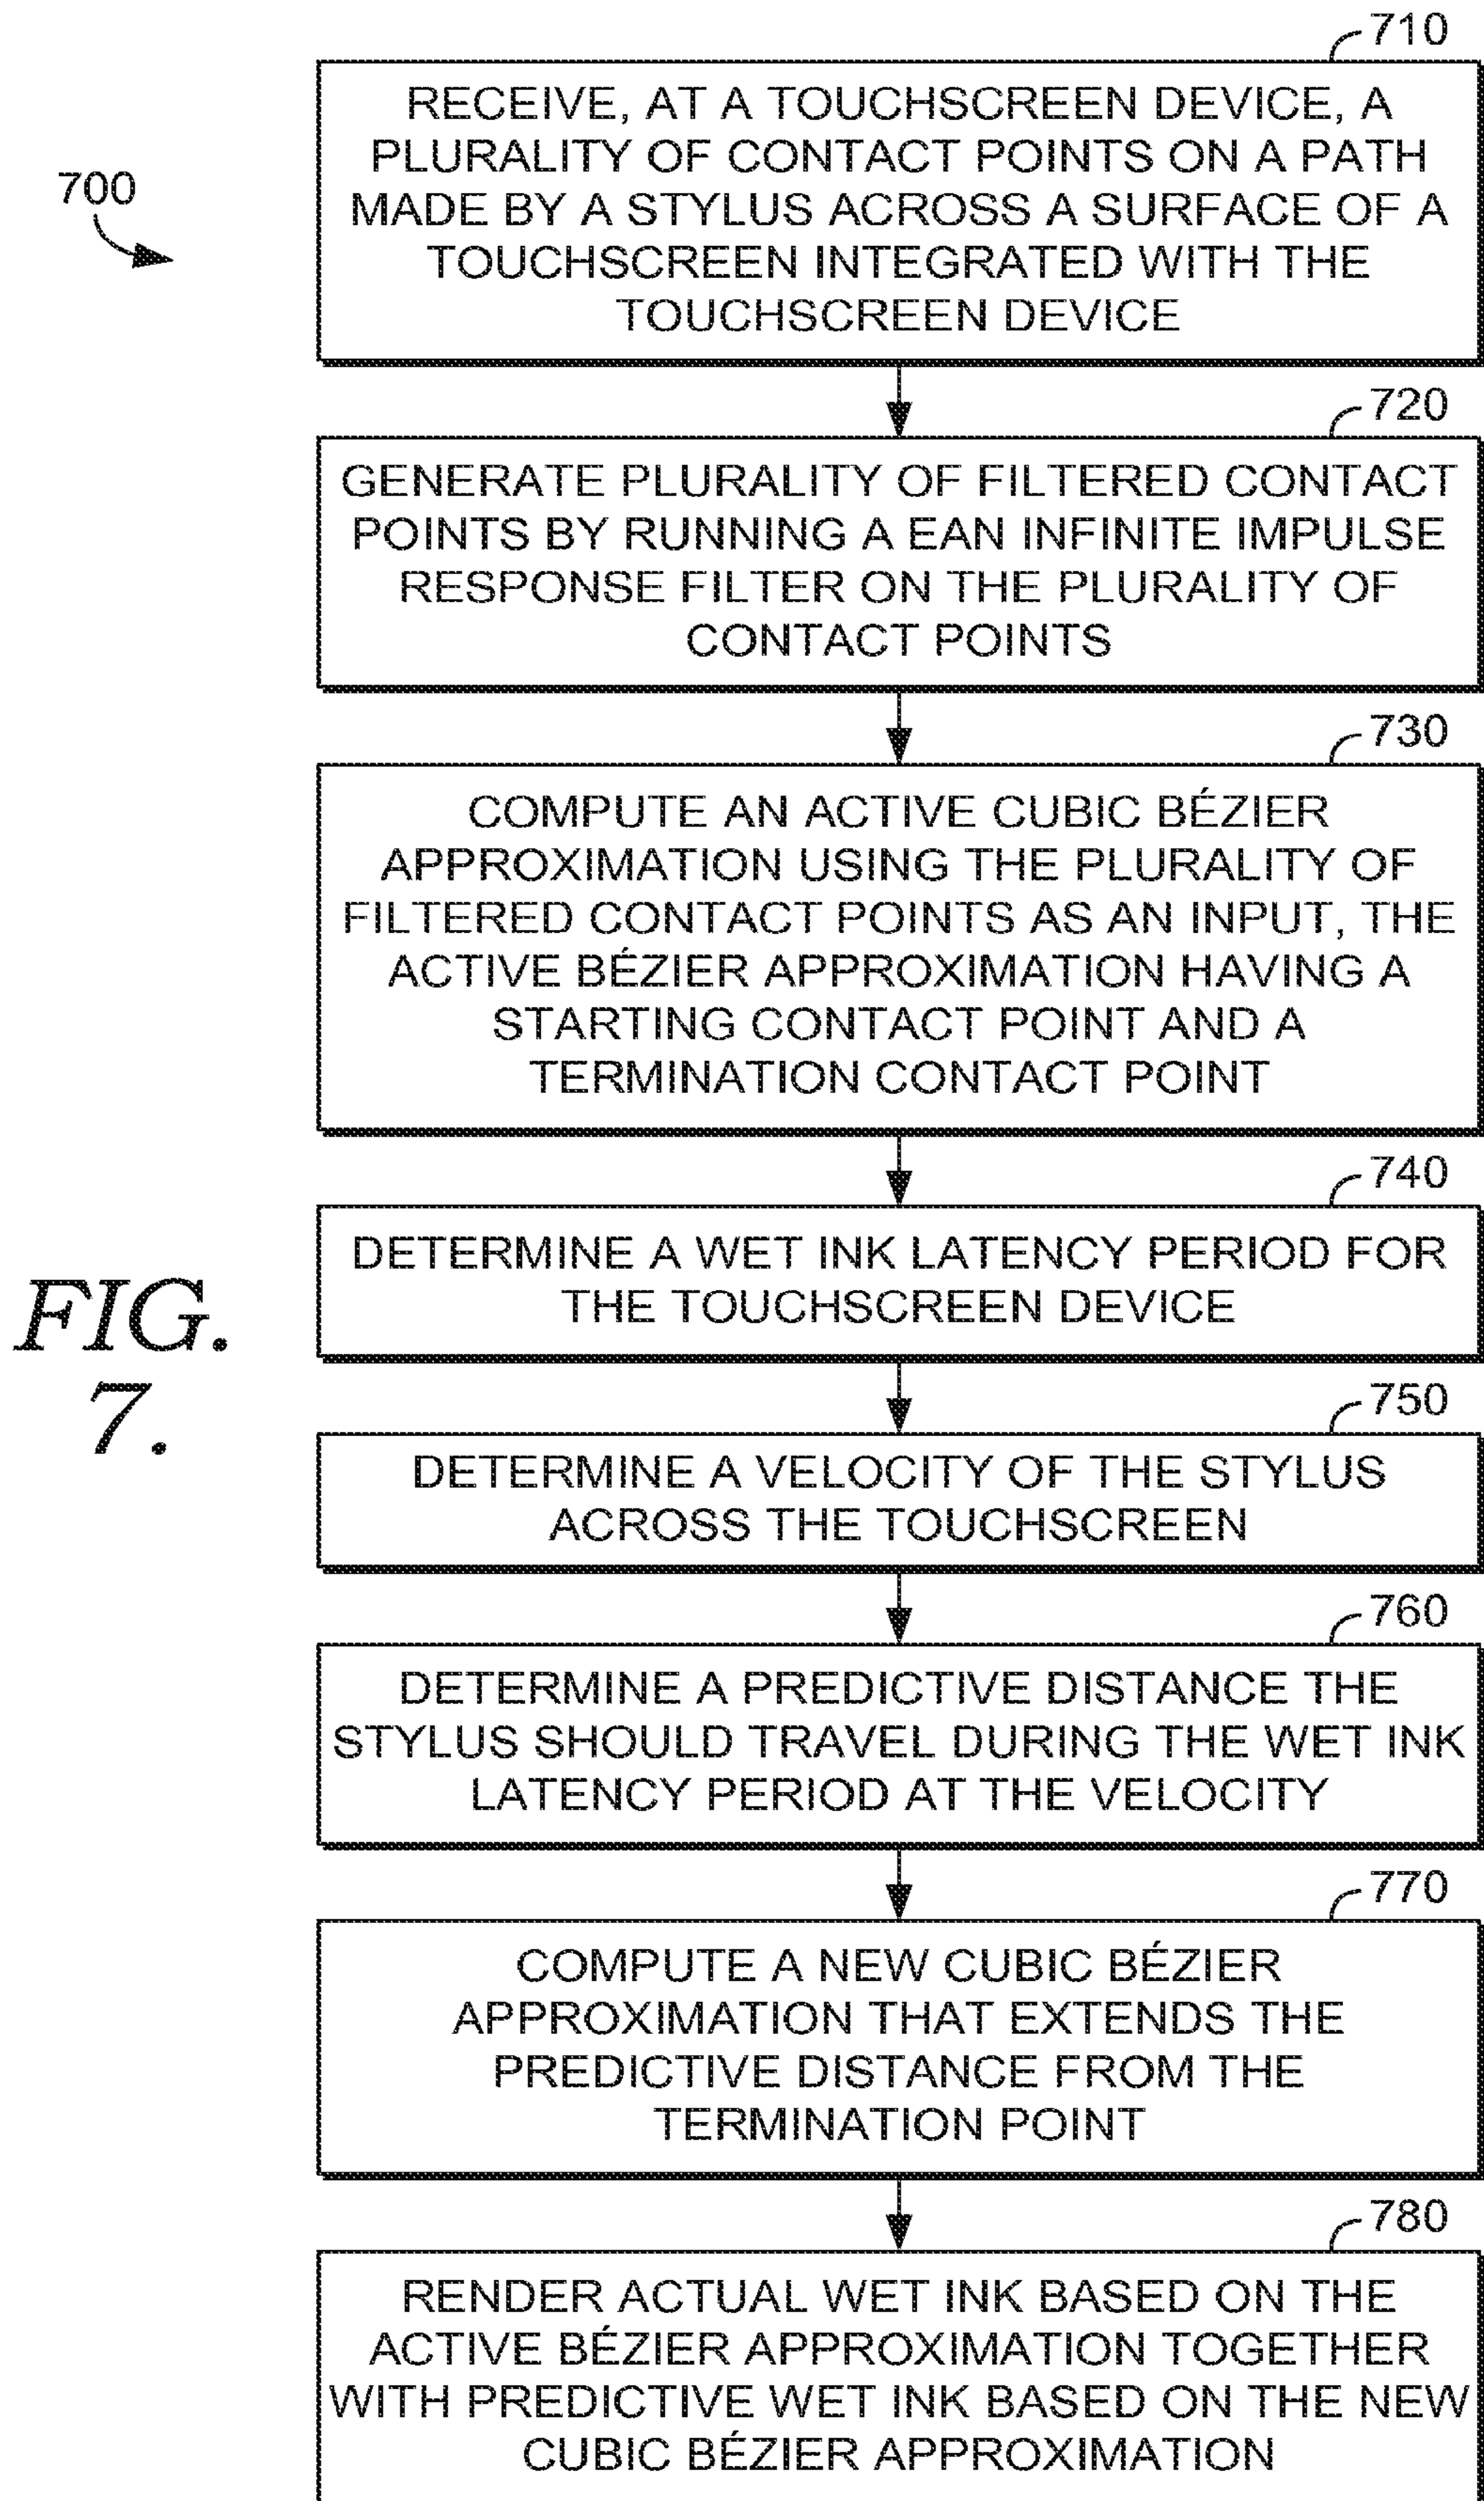 710
RECEIVE, AT A TOUCHSCREEN DEVICE, A
PLURALITY OF CONTACT POINTS ON A PATH
MADE BY A STYLUS ACROSS A SURFACE OF A
TOUCHSCREEN INTEGRATED WITH THE
TOUCHSCREEN DEVICE
700
720
GENERATE PLURALITY OF FILTERED CONTACT
POINTS BY RUNNING A EAN INFINITE IMPULSE
RESPONSE FILTER ON THE PLURALITY OF
CONTACT POINTS
730
COMPUTE AN ACTIVE CUBIC BÉZIER
APPROXIMATION USING THE PLURALITY OF
FILTERED CONTACT POINTS AS AN INPUT, THE
ACTIVE BÉZIER APPROXIMATION HAVING A
STARTING CONTACT POINT AND A
TERMINATION CONTACT POINT
740
DETERMINE A WET INK LATENCY PERIOD FOR
THE TOUCHSCREEN DEVICE
FIG.
7.
750
DETERMINE A VELOCITY OF THE STYLUS
ACROSS THE TOUCHSCREEN
760
DETERMINE A PREDICTIVE DISTANCE THE
STYLUS SHOULD TRAVEL DURING THE WET INK
LATENCY PERIOD AT THE VELOCITY
770
COMPUTE A NEW CUBIC BÉZIER
APPROXIMATION THAT EXTENDS THE
PREDICTIVE DISTANCE FROM THE
TERMINATION POINT
780
RENDER ACTUAL WET INK BASED ON THE
ACTIVE BÉZIER APPROXIMATION TOGETHER
WITH PREDICTIVE WET INK BASED ON THE NEW
CUBIC BÉZIER APPROXIMATION